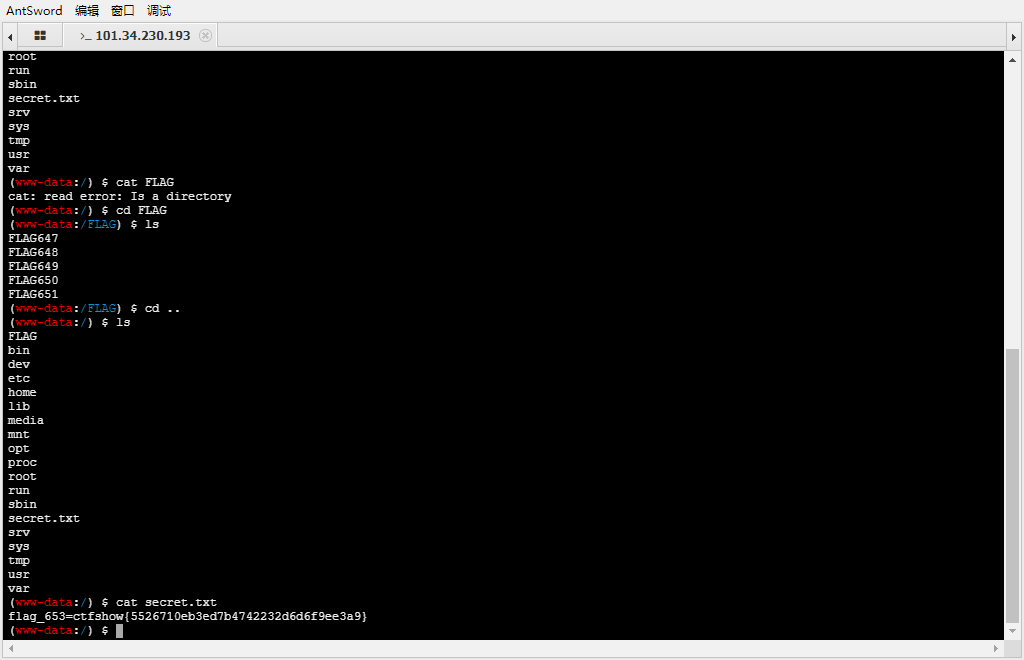 AntSword 编辑 窗口 调试
>_ 101.34.230.193
root
run
sbin
secret.txt
srv
sys
tmp
usr
var
(www-data:/) $ cat FLAG
cat: read error: Is a directory
(www-data:/) $ cd FLAG
(www-data:/FLAG) $ ls
FLAG647
FLAG648
FLAG649
FLAG650
FLAG651
(www-data:/FLAG) $ cd ..
(www-data:/) $ ls
FLAG
bin
dev
etc
home
lib
media
mnt
opt
proc
root
run
sbin
secret.txt
srv
sys
tmp
usr
var
(www-data:/) $ cat secret.txt
flag_653=ctfshow{5526710eb3ed7b4742232d6d6f9ee3a9}
(www-data:/) $